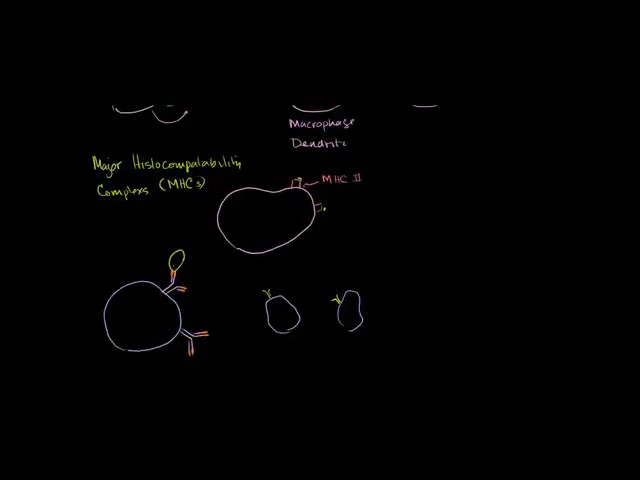 Macrophage
Dendriti
Major Histocompatability
Complexs (MHCs)
MHC II